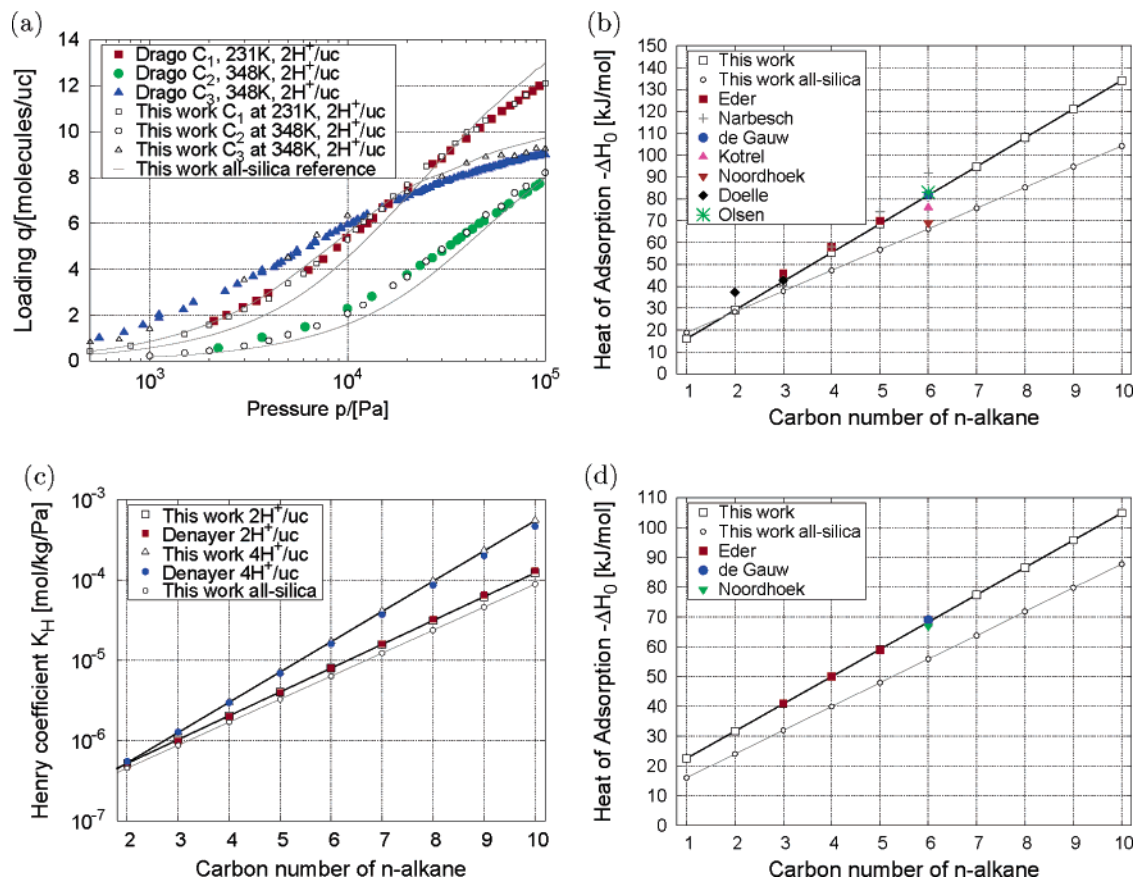 (a)
Loading q/[molecules/uc]
14
12
10
8
6
4
2
0
Drago C₁, 231K, 2H⁺/uc
Drago C₂, 348K, 2H⁺/uc
Drago C₃, 348K, 2H⁺/uc
This work C₁ at 231K, 2H⁺/uc
This work C₂ at 348K, 2H⁺/uc
This work C₃ at 348K, 2H⁺/uc
This work all-silica reference
10³ 10⁴ 10⁵
Pressure p/[Pa]
(b)
Heat of Adsorption -ΔH₀ [kJ/mol]
150
140
130
120
110
100
90
80
70
60
50
40
30
20
10
0
This work
This work all-silica
Eder
Narbesch
de Gauw
Kotrel
Noordhoek
Doelle
Olsen
1 2 3 4 5 6 7 8 9 10
Carbon number of n-alkane
(c)
Henry coefficient K_H [mol/kg/Pa]
10⁻³
10⁻⁴
10⁻⁵
10⁻⁶
10⁻⁷
This work 2H⁺/uc
Denayer 2H⁺/uc
This work 4H⁺/uc
Denayer 4H⁺/uc
This work all-silica
2 3 4 5 6 7 8 9 10
Carbon number of n-alkane
(d)
Heat of Adsorption -ΔH₀ [kJ/mol]
110
100
90
80
70
60
50
40
30
20
10
0
This work
This work all-silica
Eder
de Gauw
Noordhoek
1 2 3 4 5 6 7 8 9 10
Carbon number of n-alkane